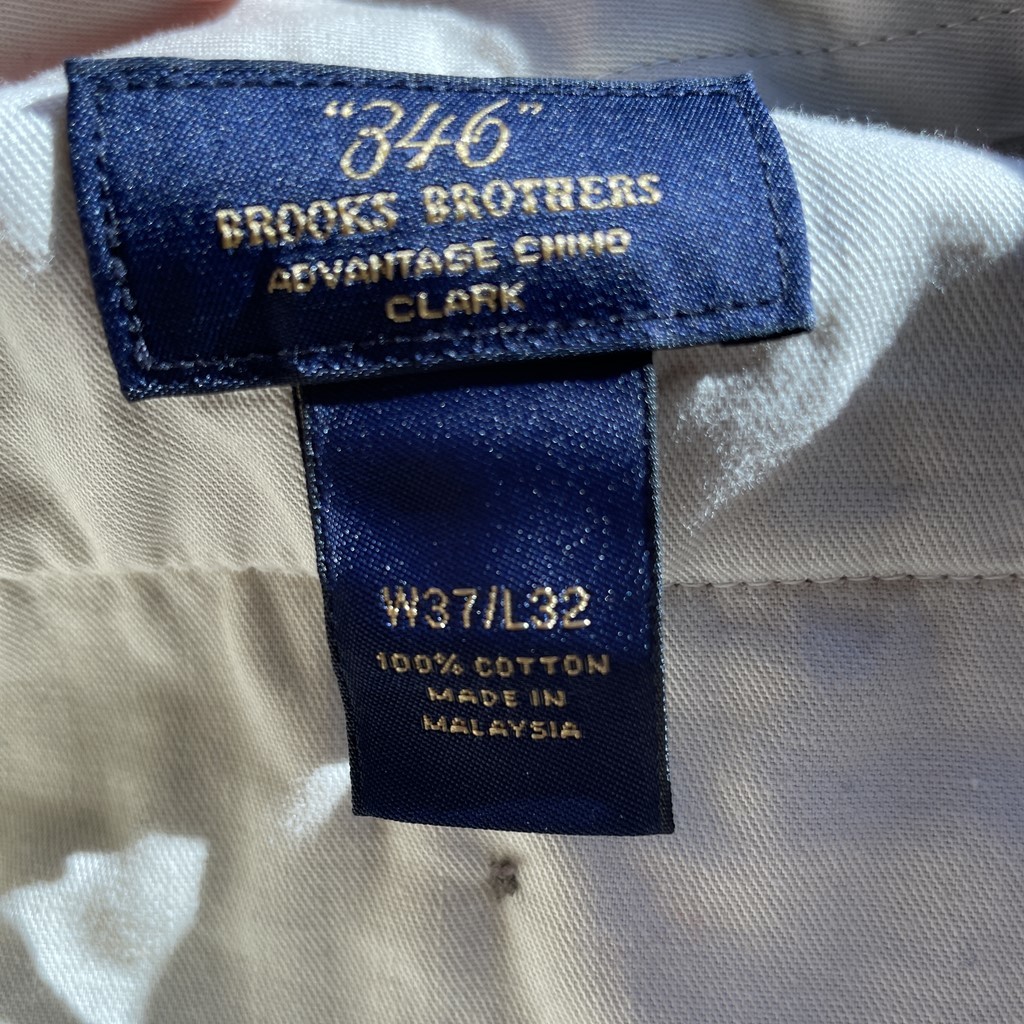 “346”
BROOKS BROTHERS
ADVANTAGE CHINO
CLARK
W37/L32
100% COTTON
MADE IN
MALAYSIA